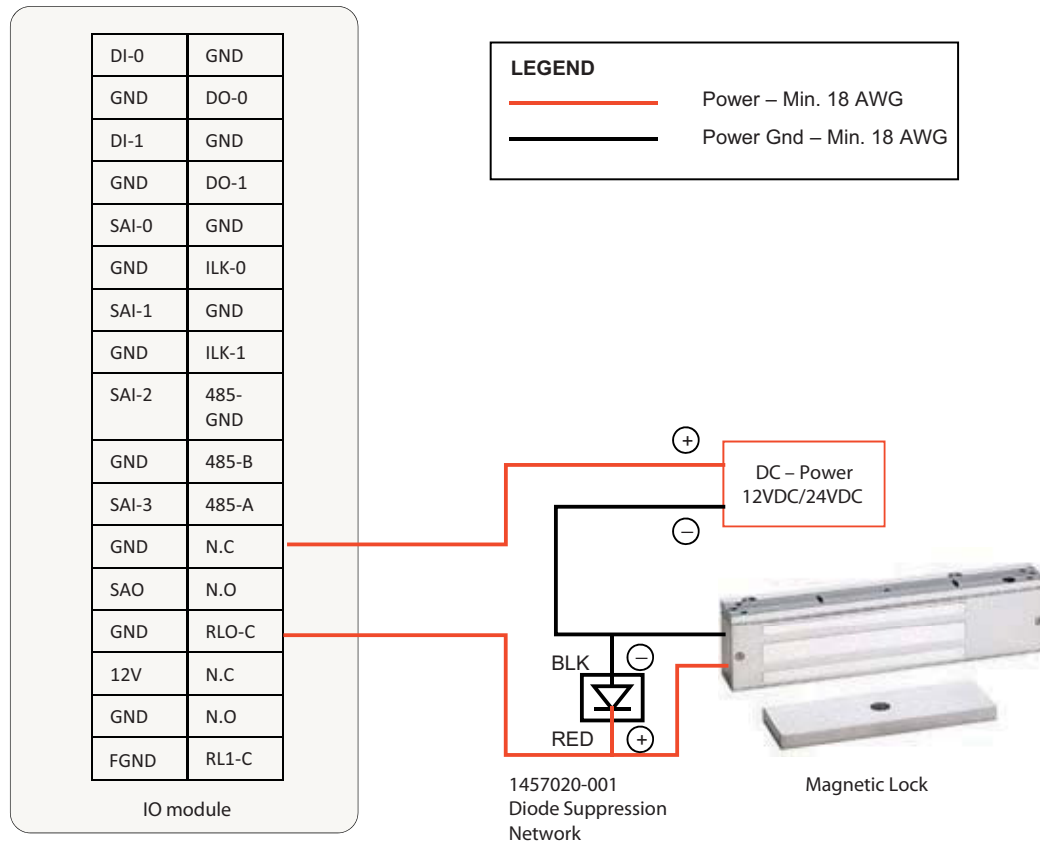 DI-0 GND
GND DO-0
DI-1 GND
GND DO-1
SAI-0 GND
GND ILK-0
SAI-1 GND
GND ILK-1
SAI-2 485-
GND
GND 485-B
SAI-3 485-A
GND N.C
SAO N.O
GND RLO-C
12V N.C
GND N.O
FGND RL1-C
IO module
LEGEND
Power – Min. 18 AWG
Power Gnd – Min. 18 AWG
+
DC – Power
12VDC/24VDC
–
BLK –
RED +
1457020-001
Diode Suppression
Network
Magnetic Lock